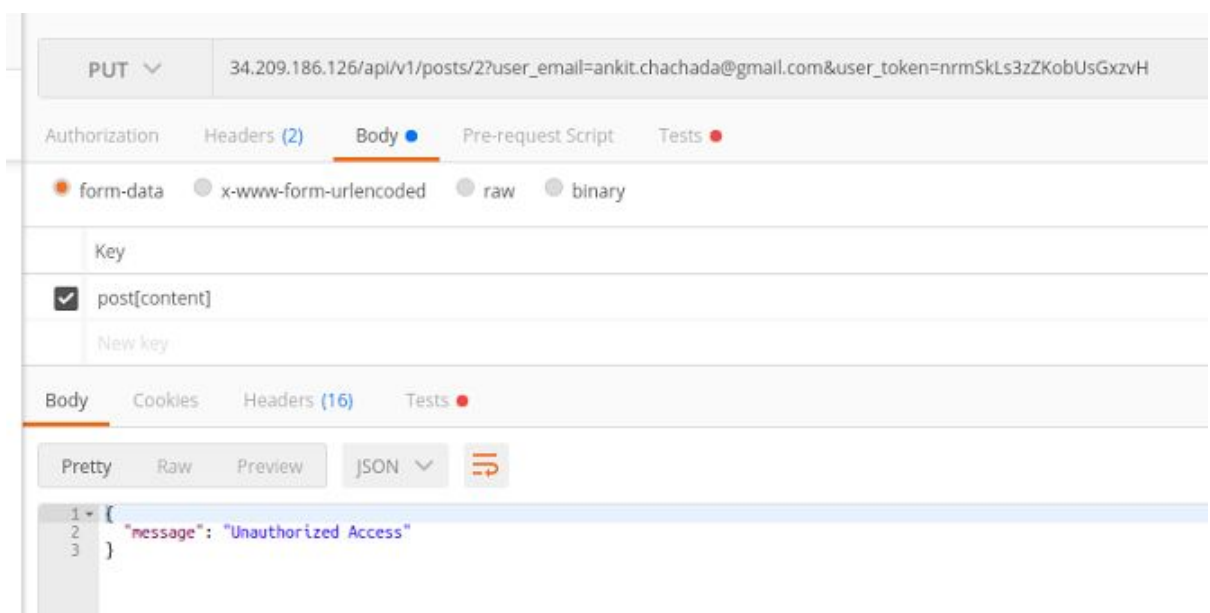 PUT 34.209.186.126/api/v1/posts/2?user_email=ankit.chachada@gmail.com&user_token=nrmSkLs3zZKobUsGxzvH
Authorization Headers (2) Body Pre-request Script Tests
form-data x-www-form-urlencoded raw binary
Key
post[content]
New key
Body Cookies Headers (16) Tests
Pretty Raw Preview JSON
1 {
2 "message": "Unauthorized Access"
3 }